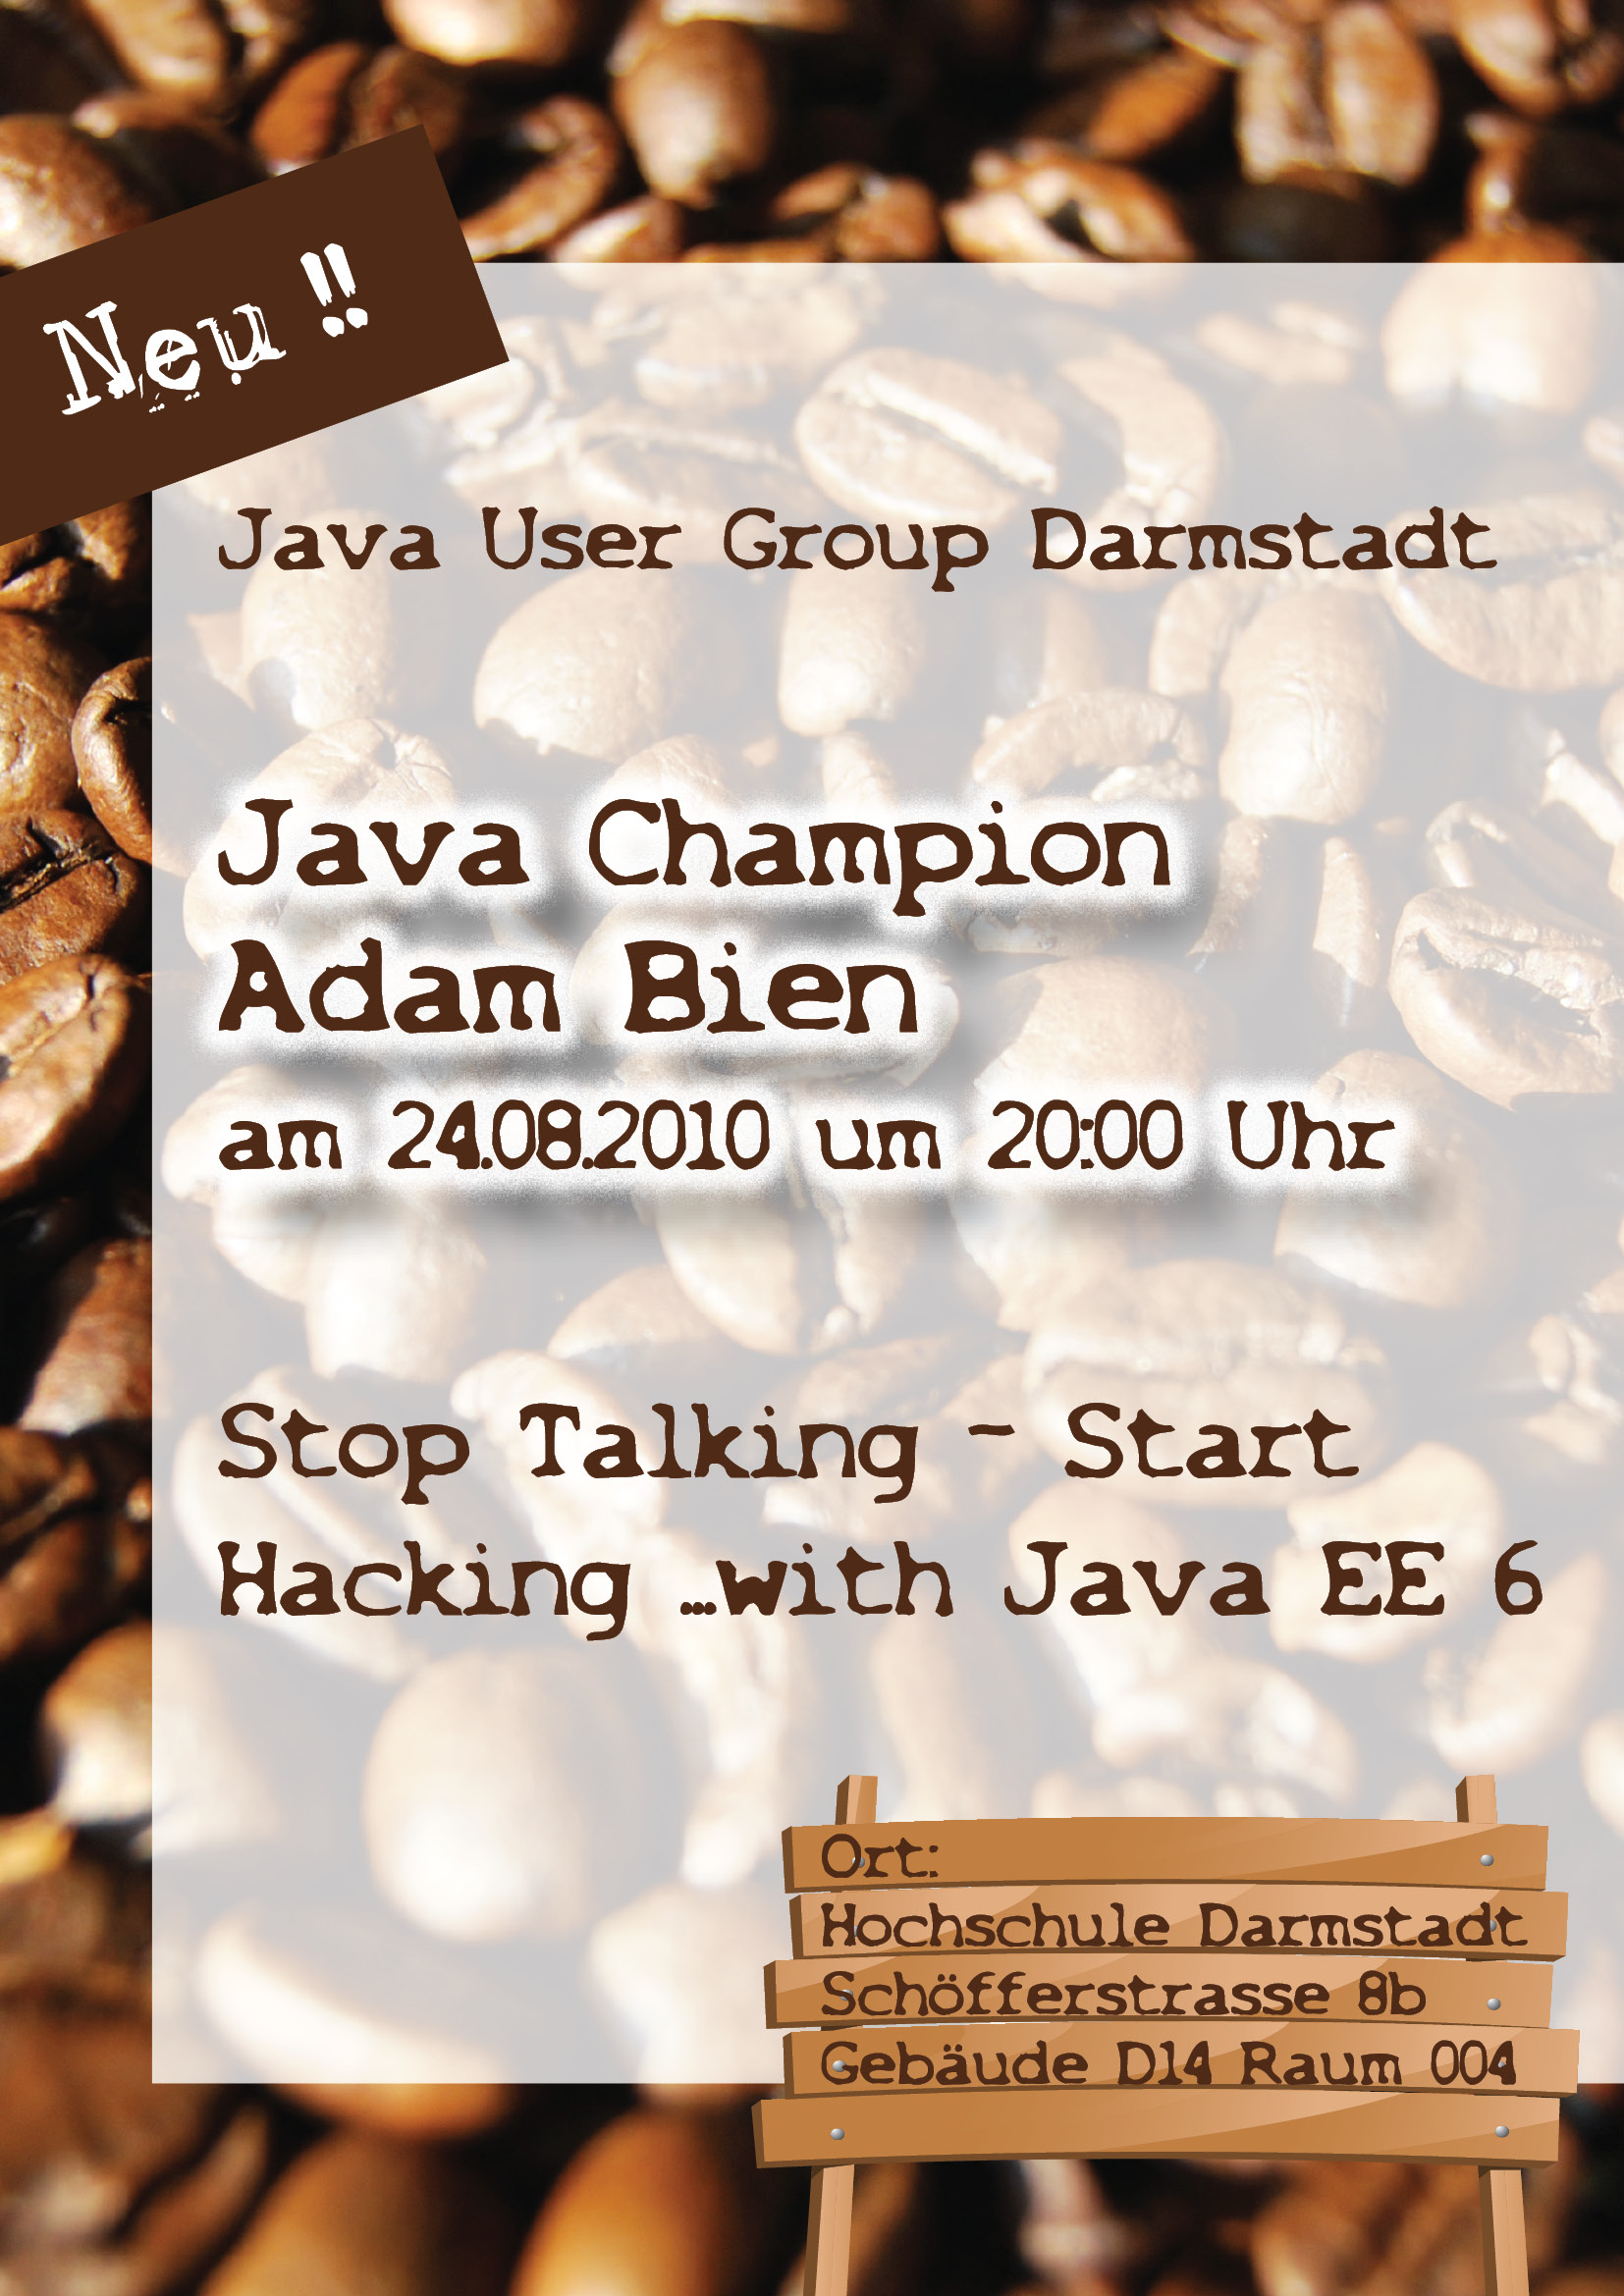 Neu !!
Java User Group Darmstadt
Java Champion
Adam Bien
am 24.08.2010 um 20:00 Uhr
Stop Talking - Start
Hacking ...with Java EE 6
Ort:
Hochschule Darmstadt
Schöfferstrasse 8b
Gebäude D14 Raum 004